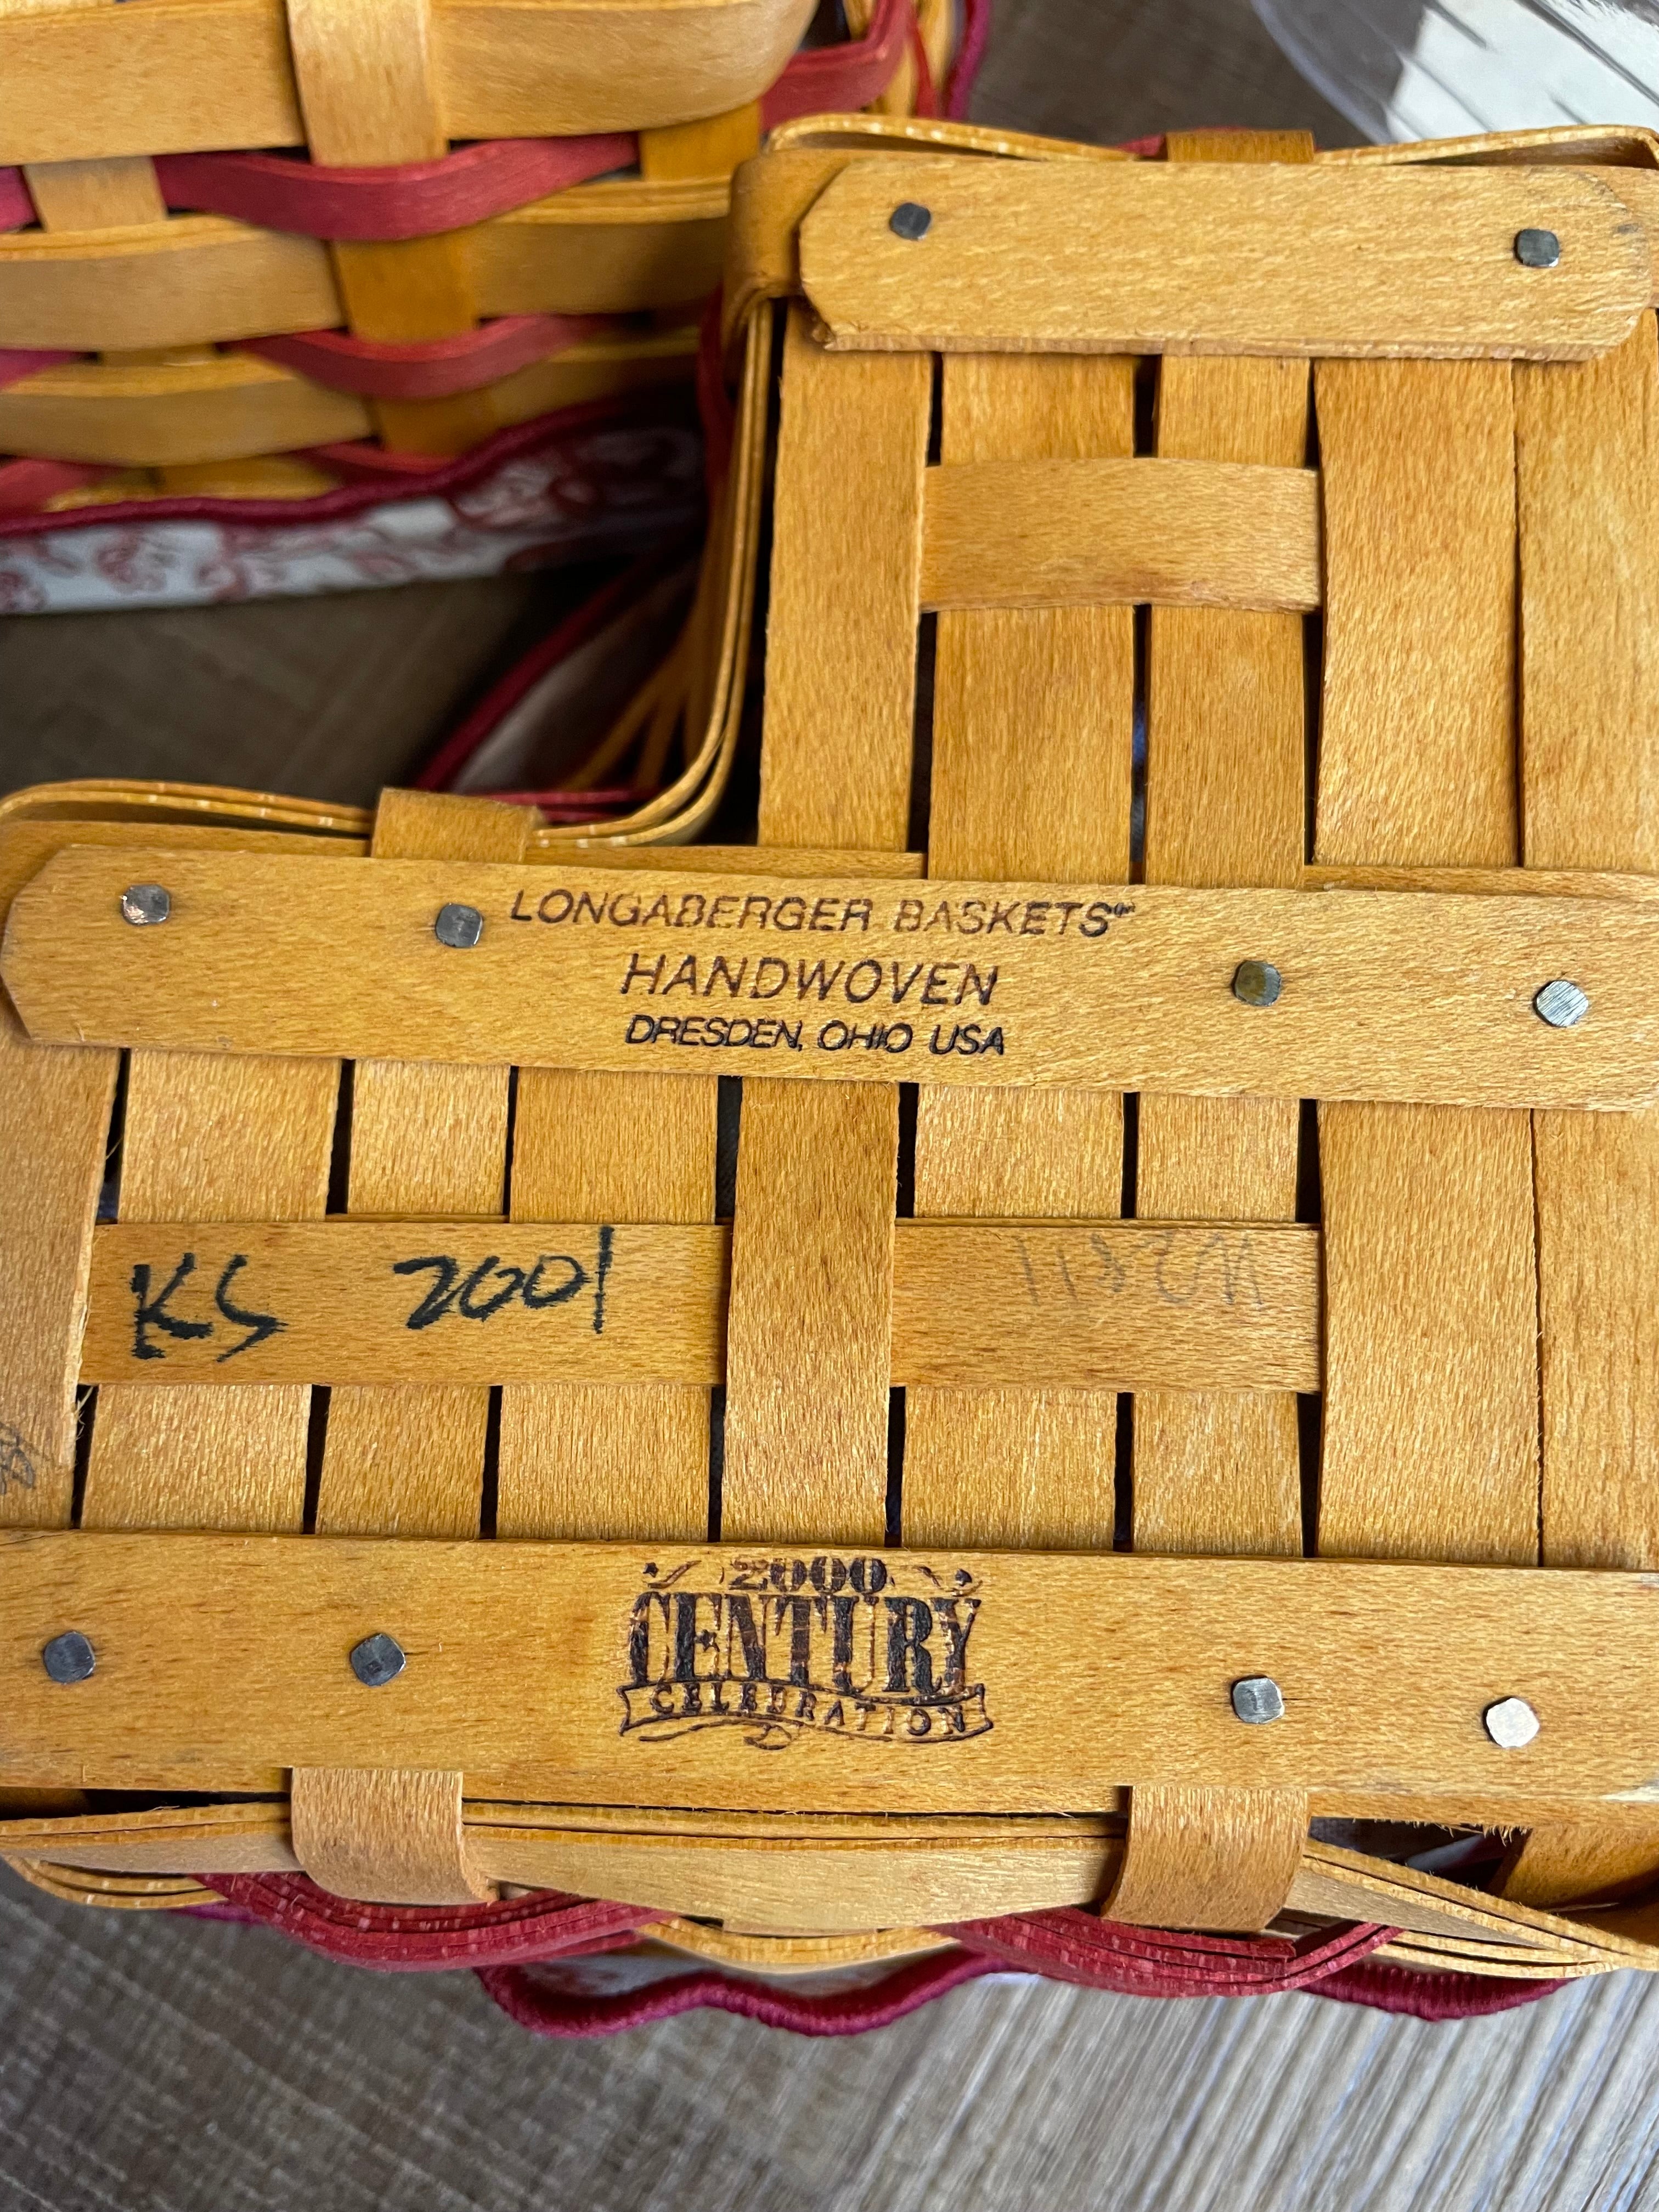 LONGABERGER BASKETS®
HANDWOVEN
DRESDEN, OHIO USA
KS 2001
2000
CENTURY
CELEBRATION